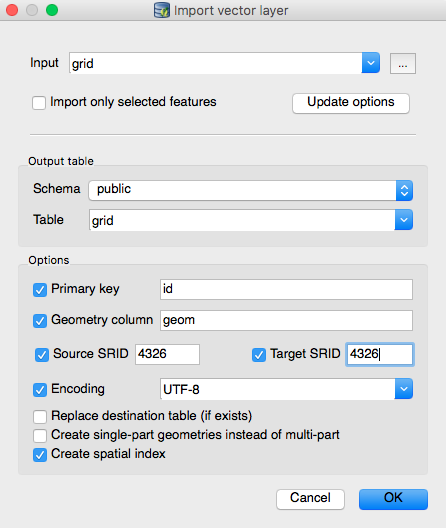 Import vector layer
Input grid ...
Import only selected features Update options
Output table
Schema public
Table grid
Options
Primary key id
Geometry column geom
Source SRID 4326 Target SRID 4326
Encoding UTF-8
Replace destination table (if exists)
Create single-part geometries instead of multi-part
Create spatial index
Cancel OK